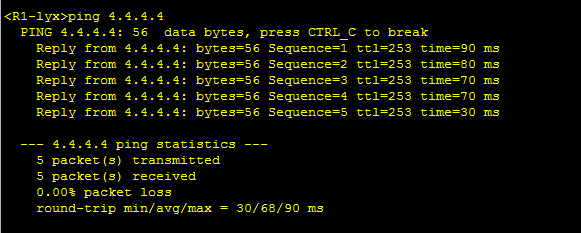 <R1-lyx>ping 4.4.4.4
PING 4.4.4.4: 56  data bytes, press CTRL_C to break
Reply from 4.4.4.4: bytes=56 Sequence=1 ttl=253 time=90 ms
Reply from 4.4.4.4: bytes=56 Sequence=2 ttl=253 time=80 ms
Reply from 4.4.4.4: bytes=56 Sequence=3 ttl=253 time=70 ms
Reply from 4.4.4.4: bytes=56 Sequence=4 ttl=253 time=70 ms
Reply from 4.4.4.4: bytes=56 Sequence=5 ttl=253 time=30 ms
--- 4.4.4.4 ping statistics ---
5 packet(s) transmitted
5 packet(s) received
0.00% packet loss
round-trip min/avg/max = 30/68/90 ms